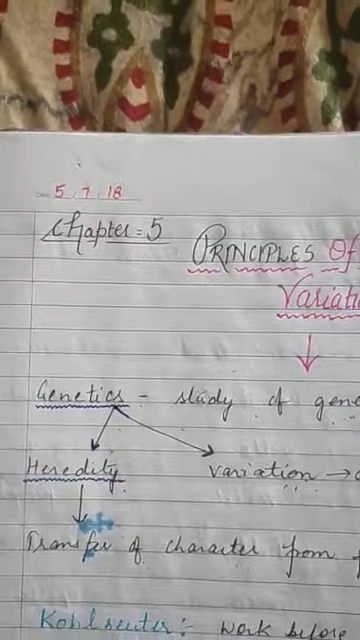 5 7 18
Chapter = 5
PRINCIPLES Of
Variati
Genetics - study of gene
Heredity
variation →
Transfer of character from
Kohlreuter :- work before